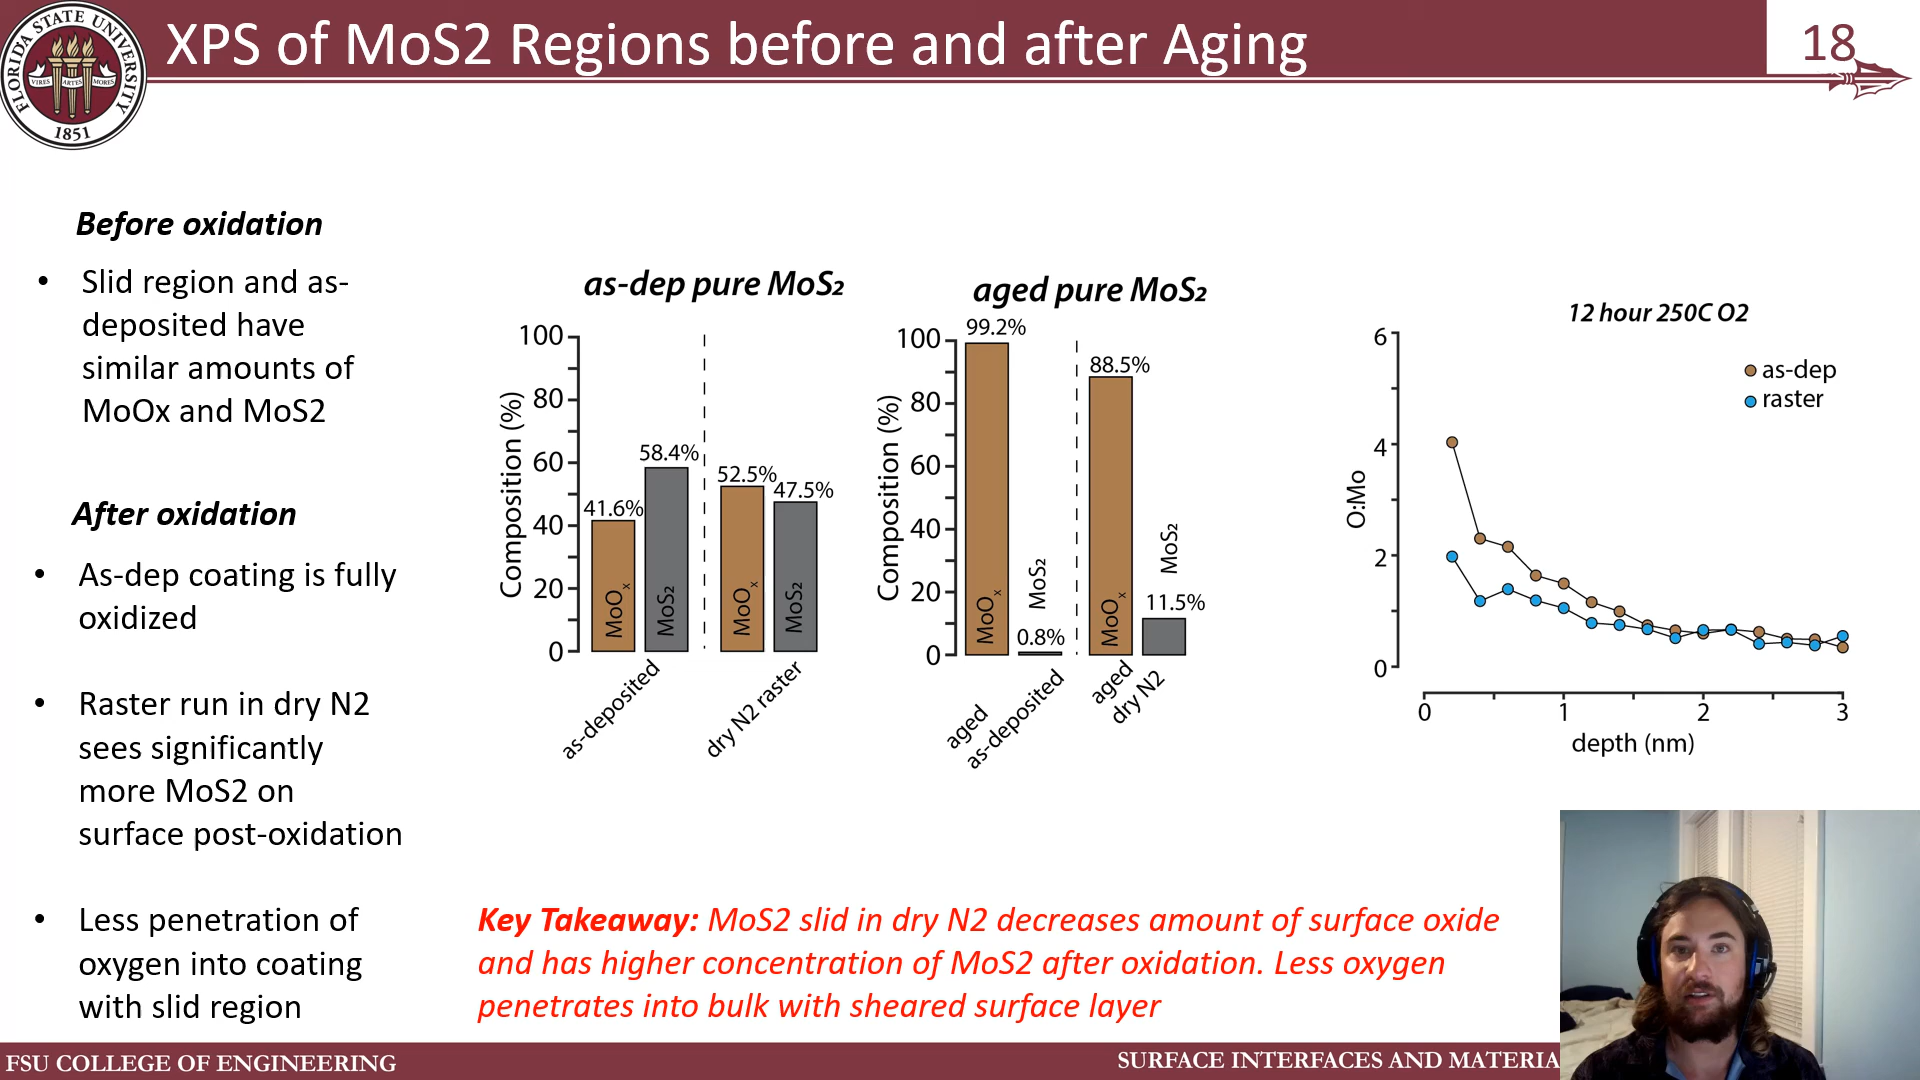 XPS of MoS2 Regions before and after Aging
18
FLORIDA STATE UNIVERSITY
VIRES ARTES MORES
1851
Before oxidation
• Slid region and as-
deposited have
similar amounts of
MoOx and MoS2
After oxidation
• As-dep coating is fully
oxidized
• Raster run in dry N2
sees significantly
more MoS2 on
surface post-oxidation
• Less penetration of
oxygen into coating
with slid region
as-dep pure MoS₂
Composition (%)
100
80
60
40
20
0
41.6%
58.4%
52.5%
47.5%
MoOₓ
MoS₂
MoOₓ
MoS₂
as-deposited
dry N2 raster
aged pure MoS₂
Composition (%)
100
80
60
40
20
0
99.2%
0.8%
88.5%
11.5%
MoOₓ
MoS₂
MoOₓ
MoS₂
aged
as-deposited
aged
dry N2
12 hour 250C O2
as-dep
raster
O:Mo
6
4
2
0
0 1 2 3
depth (nm)
Key Takeaway: MoS2 slid in dry N2 decreases amount of surface oxide
and has higher concentration of MoS2 after oxidation. Less oxygen
penetrates into bulk with sheared surface layer
FSU COLLEGE OF ENGINEERING
SURFACE INTERFACES AND MATERIA